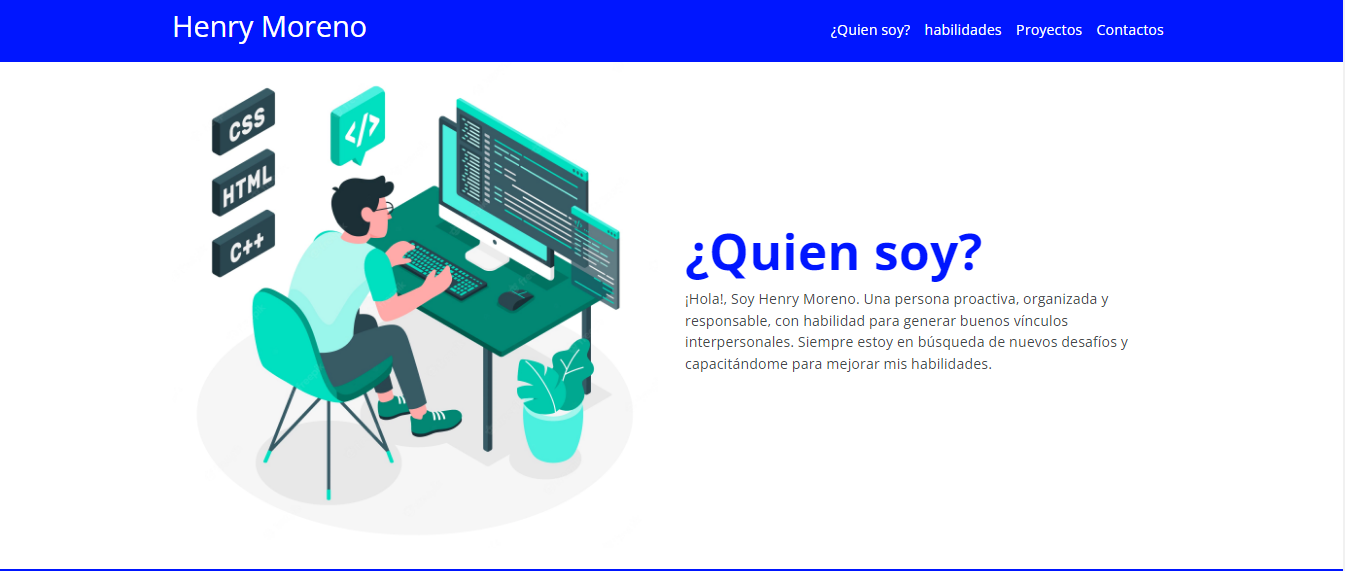 Henry Moreno
¿Quien soy? habilidades Proyectos Contactos
CSS
</>
HTML
C++
¿Quien soy?
¡Hola!, Soy Henry Moreno. Una persona proactiva, organizada y
responsable, con habilidad para generar buenos vínculos
interpersonales. Siempre estoy en búsqueda de nuevos desafíos y
capacitándome para mejorar mis habilidades.